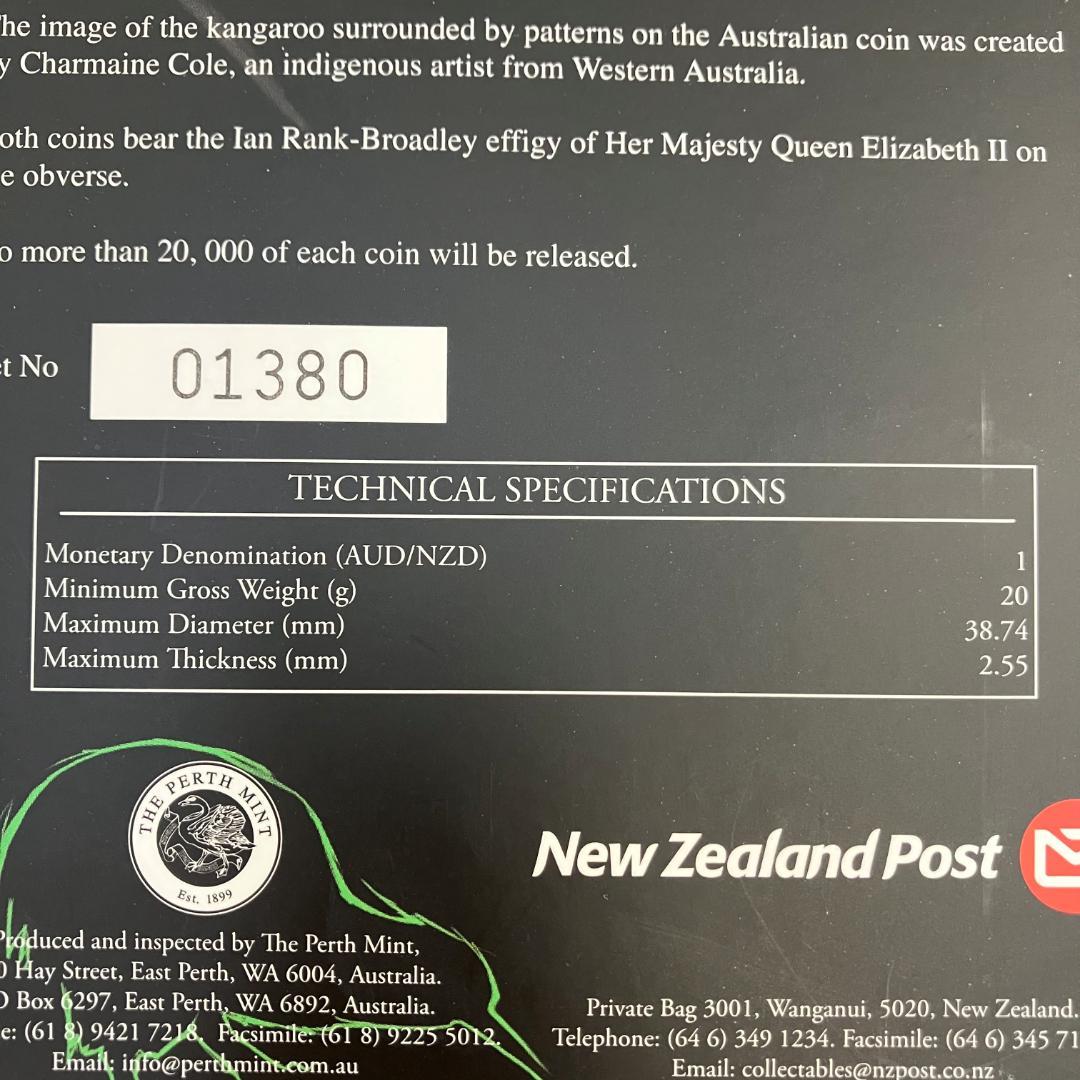 he image of the kangaroo surrounded by patterns on the Australian coin was created
y Charmaine Cole, an indigenous artist from Western Australia.
oth coins bear the Ian Rank-Broadley effigy of Her Majesty Queen Elizabeth II on
e obverse.
o more than 20, 000 of each coin will be released.
t No 01380
TECHNICAL SPECIFICATIONS
Monetary Denomination (AUD/NZD) 1
Minimum Gross Weight (g) 20
Maximum Diameter (mm) 38.74
Maximum Thickness (mm) 2.55
THE PERTH MINT
Est. 1899
New Zealand Post
Produced and inspected by The Perth Mint,
0 Hay Street, East Perth, WA 6004, Australia.
O Box 6297, East Perth, WA 6892, Australia.
e: (61 8) 9421 7218. Facsimile: (61 8) 9225 5012.
Email: info@perthmint.com.au
Private Bag 3001, Wanganui, 5020, New Zealand.
Telephone: (64 6) 349 1234. Facsimile: (64 6) 345 71
Email: collectables@nzpost.co.nz